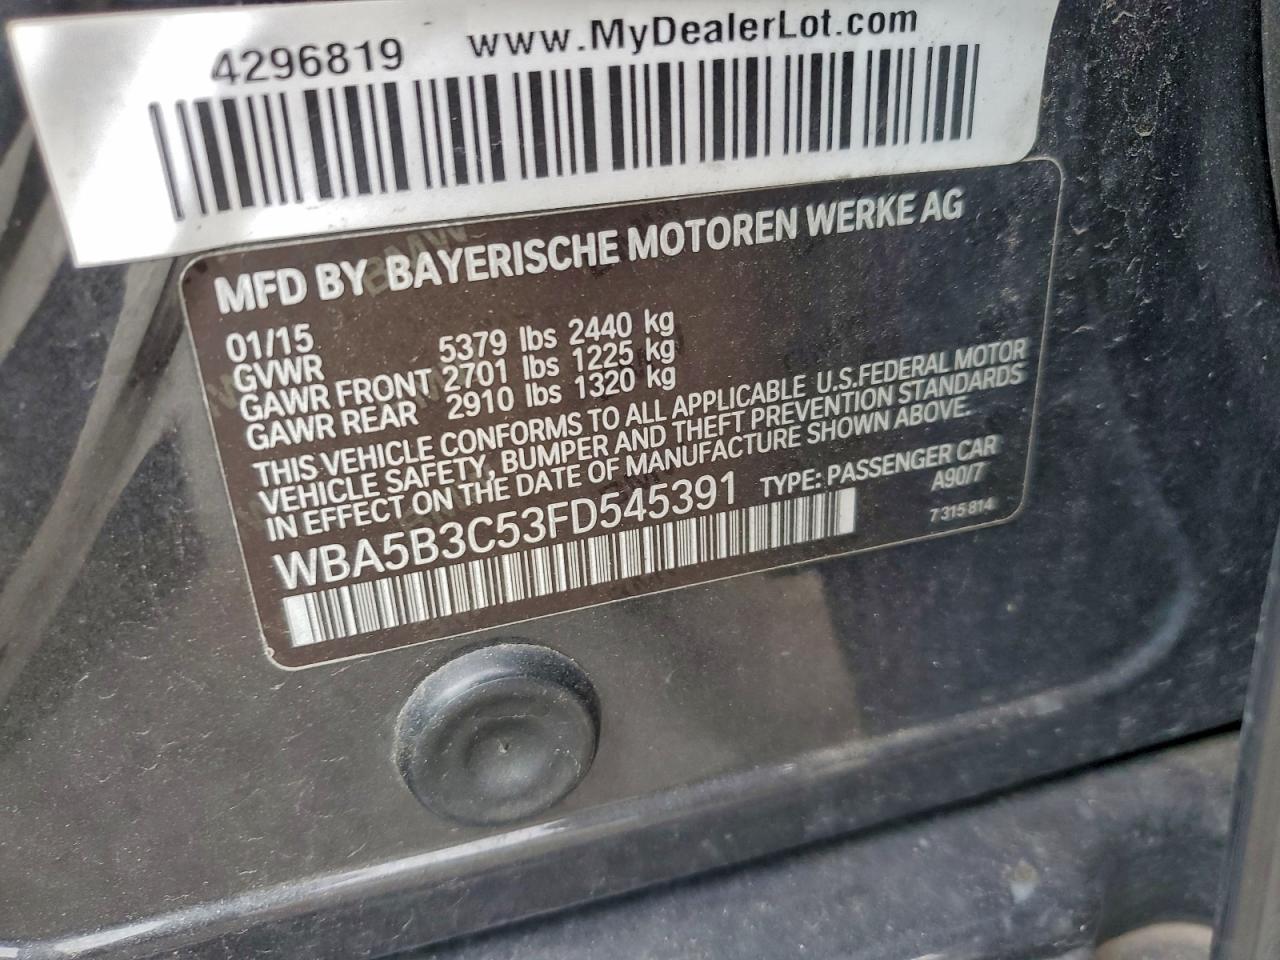 4296819 www.MyDealerLot.com
MFD BY BAYERISCHE MOTOREN WERKE AG
01/15
GVWR 5379 lbs 2440 kg
GAWR FRONT 2701 lbs 1225 kg
GAWR REAR 2910 lbs 1320 kg
THIS VEHICLE CONFORMS TO ALL APPLICABLE U.S.FEDERAL MOTOR
VEHICLE SAFETY, BUMPER AND THEFT PREVENTION STANDARDS
IN EFFECT ON THE DATE OF MANUFACTURE SHOWN ABOVE.
WBA5B3C53FD545391 TYPE: PASSENGER CAR
A90/7
7 315 814